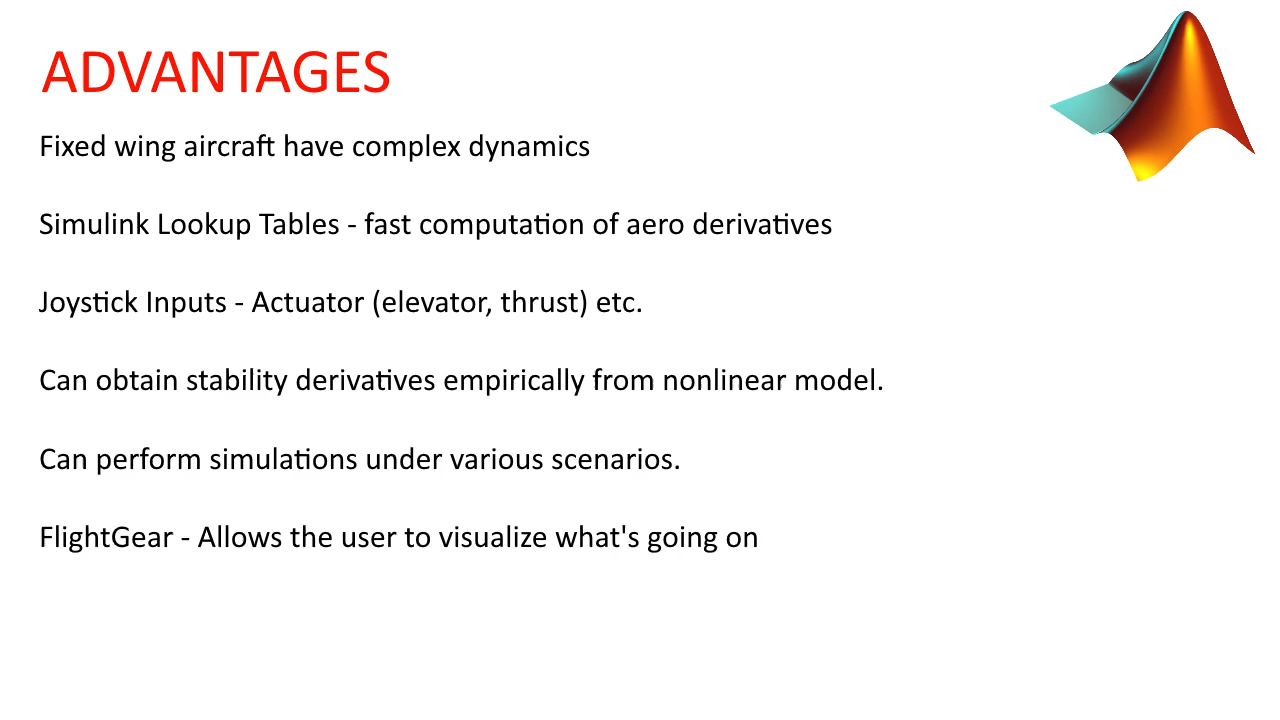 ADVANTAGES
Fixed wing aircraft have complex dynamics
Simulink Lookup Tables - fast computation of aero derivatives
Joystick Inputs - Actuator (elevator, thrust) etc.
Can obtain stability derivatives empirically from nonlinear model.
Can perform simulations under various scenarios.
FlightGear - Allows the user to visualize what's going on